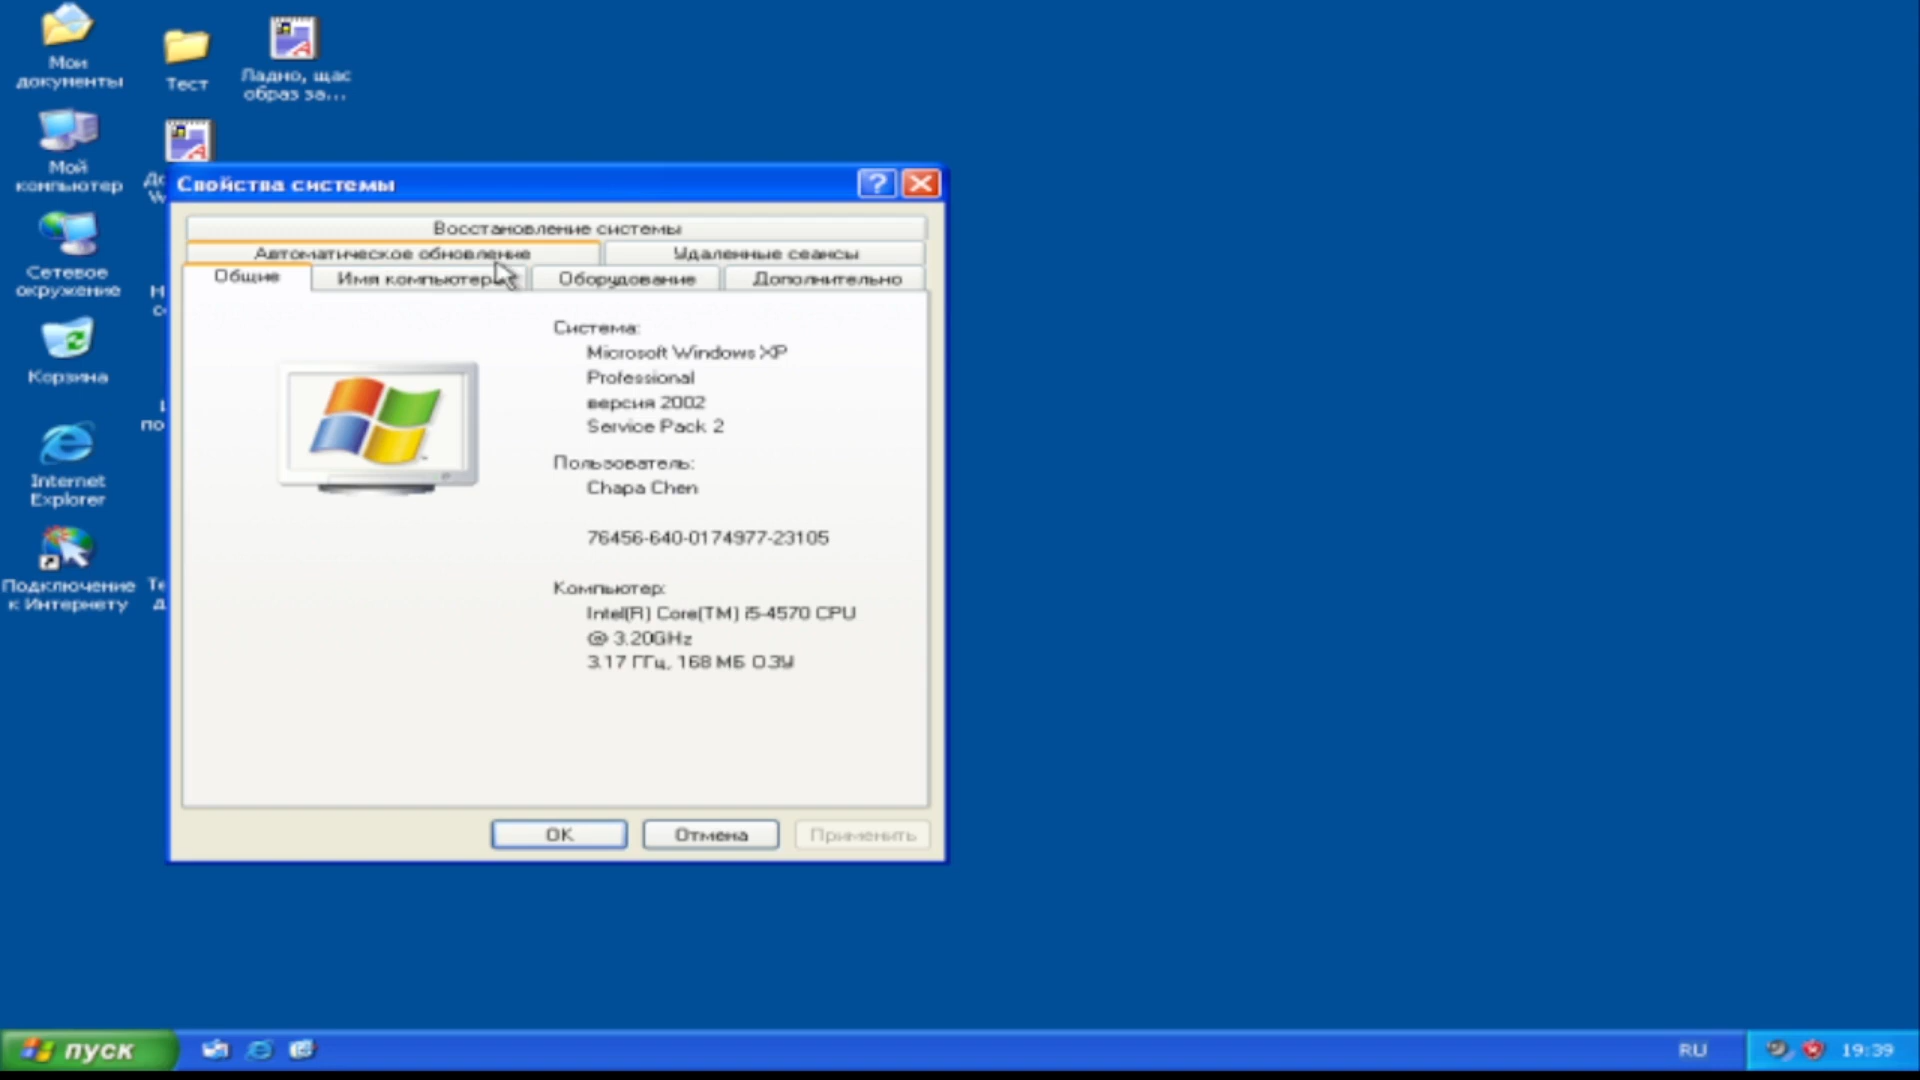 Мои
документы
Тест
Ладно, щас
образ за...
Мой
компьютер
Сетевое
окружение
Корзина
Internet
Explorer
Подключение
к Интернету
Свойства системы
Восстановление системы
Автоматическое обновление
Удаленные сеансы
Общие
Имя компьютера
Оборудование
Дополнительно
Система:
Microsoft Windows XP
Professional
версия 2002
Service Pack 2
Пользователь:
Chapa Chen
76456-640-0174977-23105
Компьютер:
Intel(R) Core(TM) i5-4570 CPU
@ 3.20GHz
3.17 ГГц, 168 МБ ОЗУ
OK
Отмена
Применить
пуск
RU
19:39